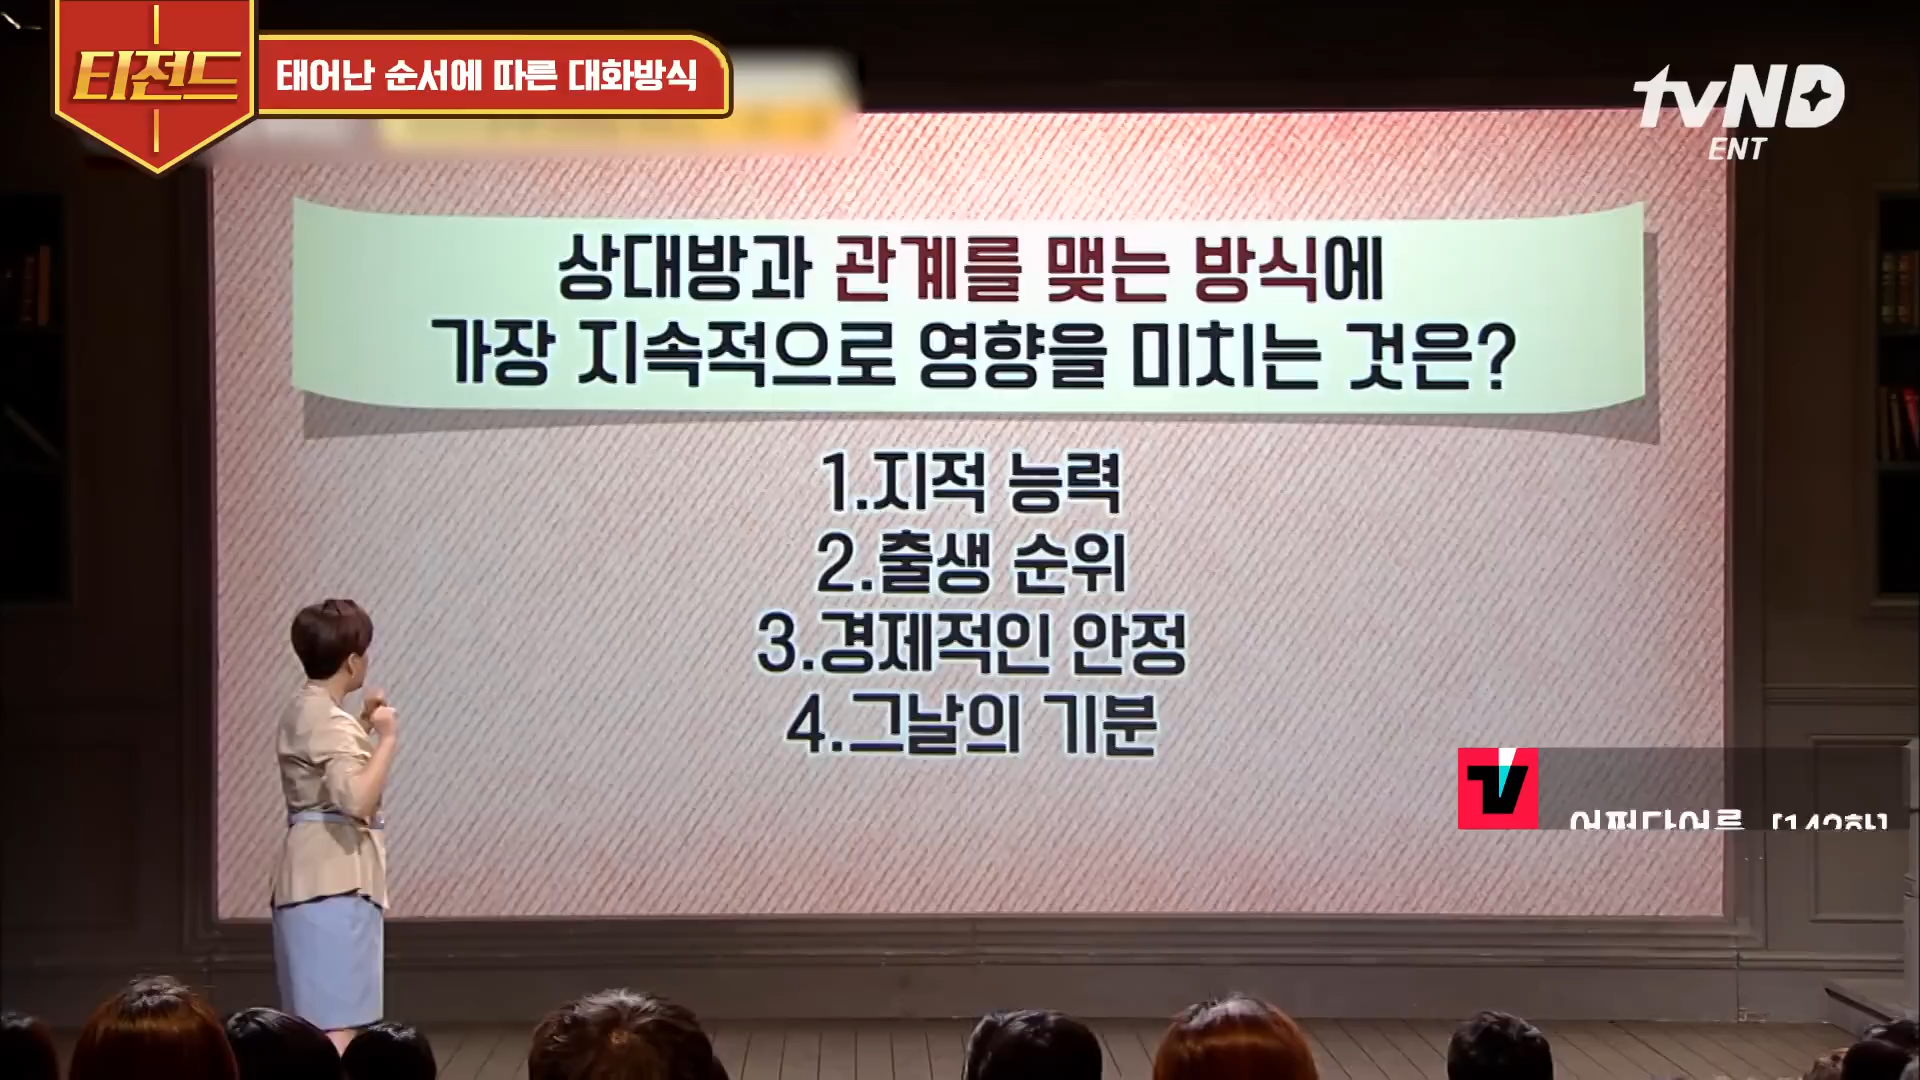 티전드
태어난 순서에 따른 대화방식
tvND
ENT
상대방과 관계를 맺는 방식에
가장 지속적으로 영향을 미치는 것은?
1.지적 능력
2.출생 순위
3.경제적인 안정
4.그날의 기분